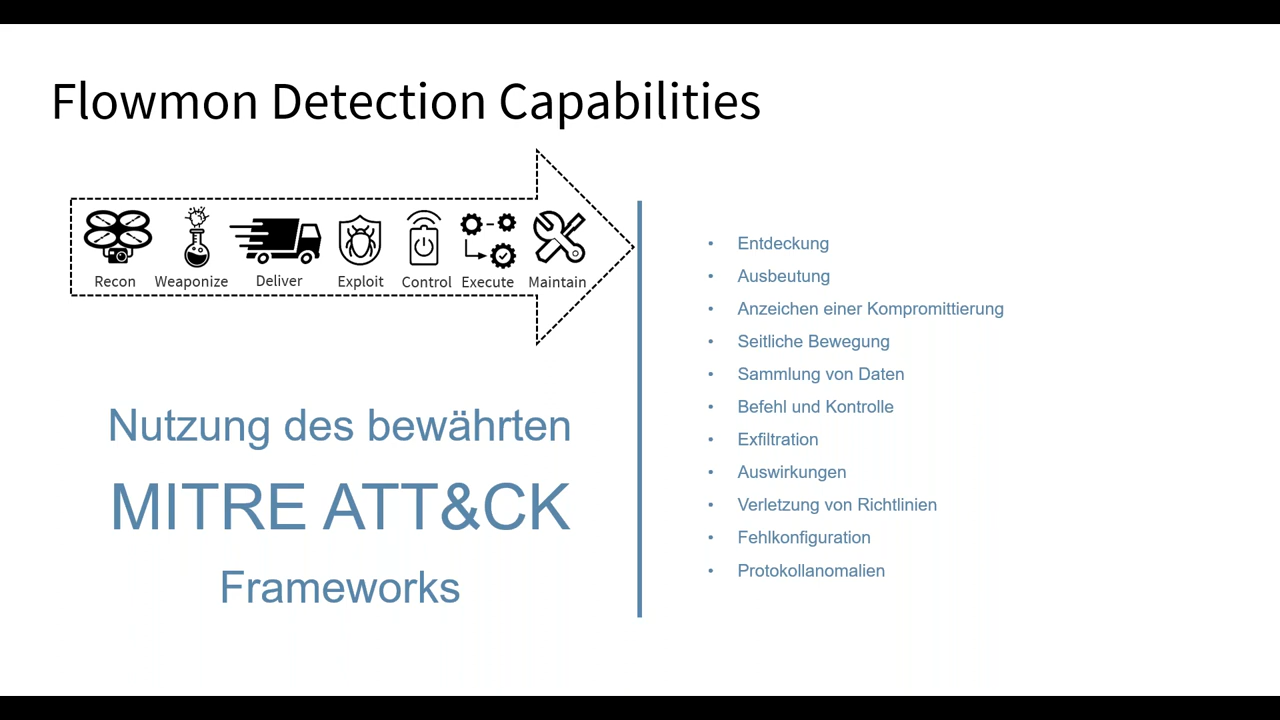 Flowmon Detection Capabilities
Recon Weaponize Deliver Exploit Control Execute Maintain
Nutzung des bewährten
MITRE ATT&CK
Frameworks
• Entdeckung
• Ausbeutung
• Anzeichen einer Kompromittierung
• Seitliche Bewegung
• Sammlung von Daten
• Befehl und Kontrolle
• Exfiltration
• Auswirkungen
• Verletzung von Richtlinien
• Fehlkonfiguration
• Protokollanomalien